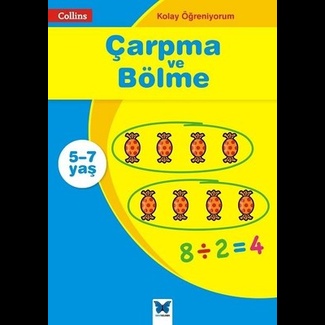 Collins
Kolay Öğreniyorum
Çarpma
ve
Bölme
5-7
yaş
8÷2=4